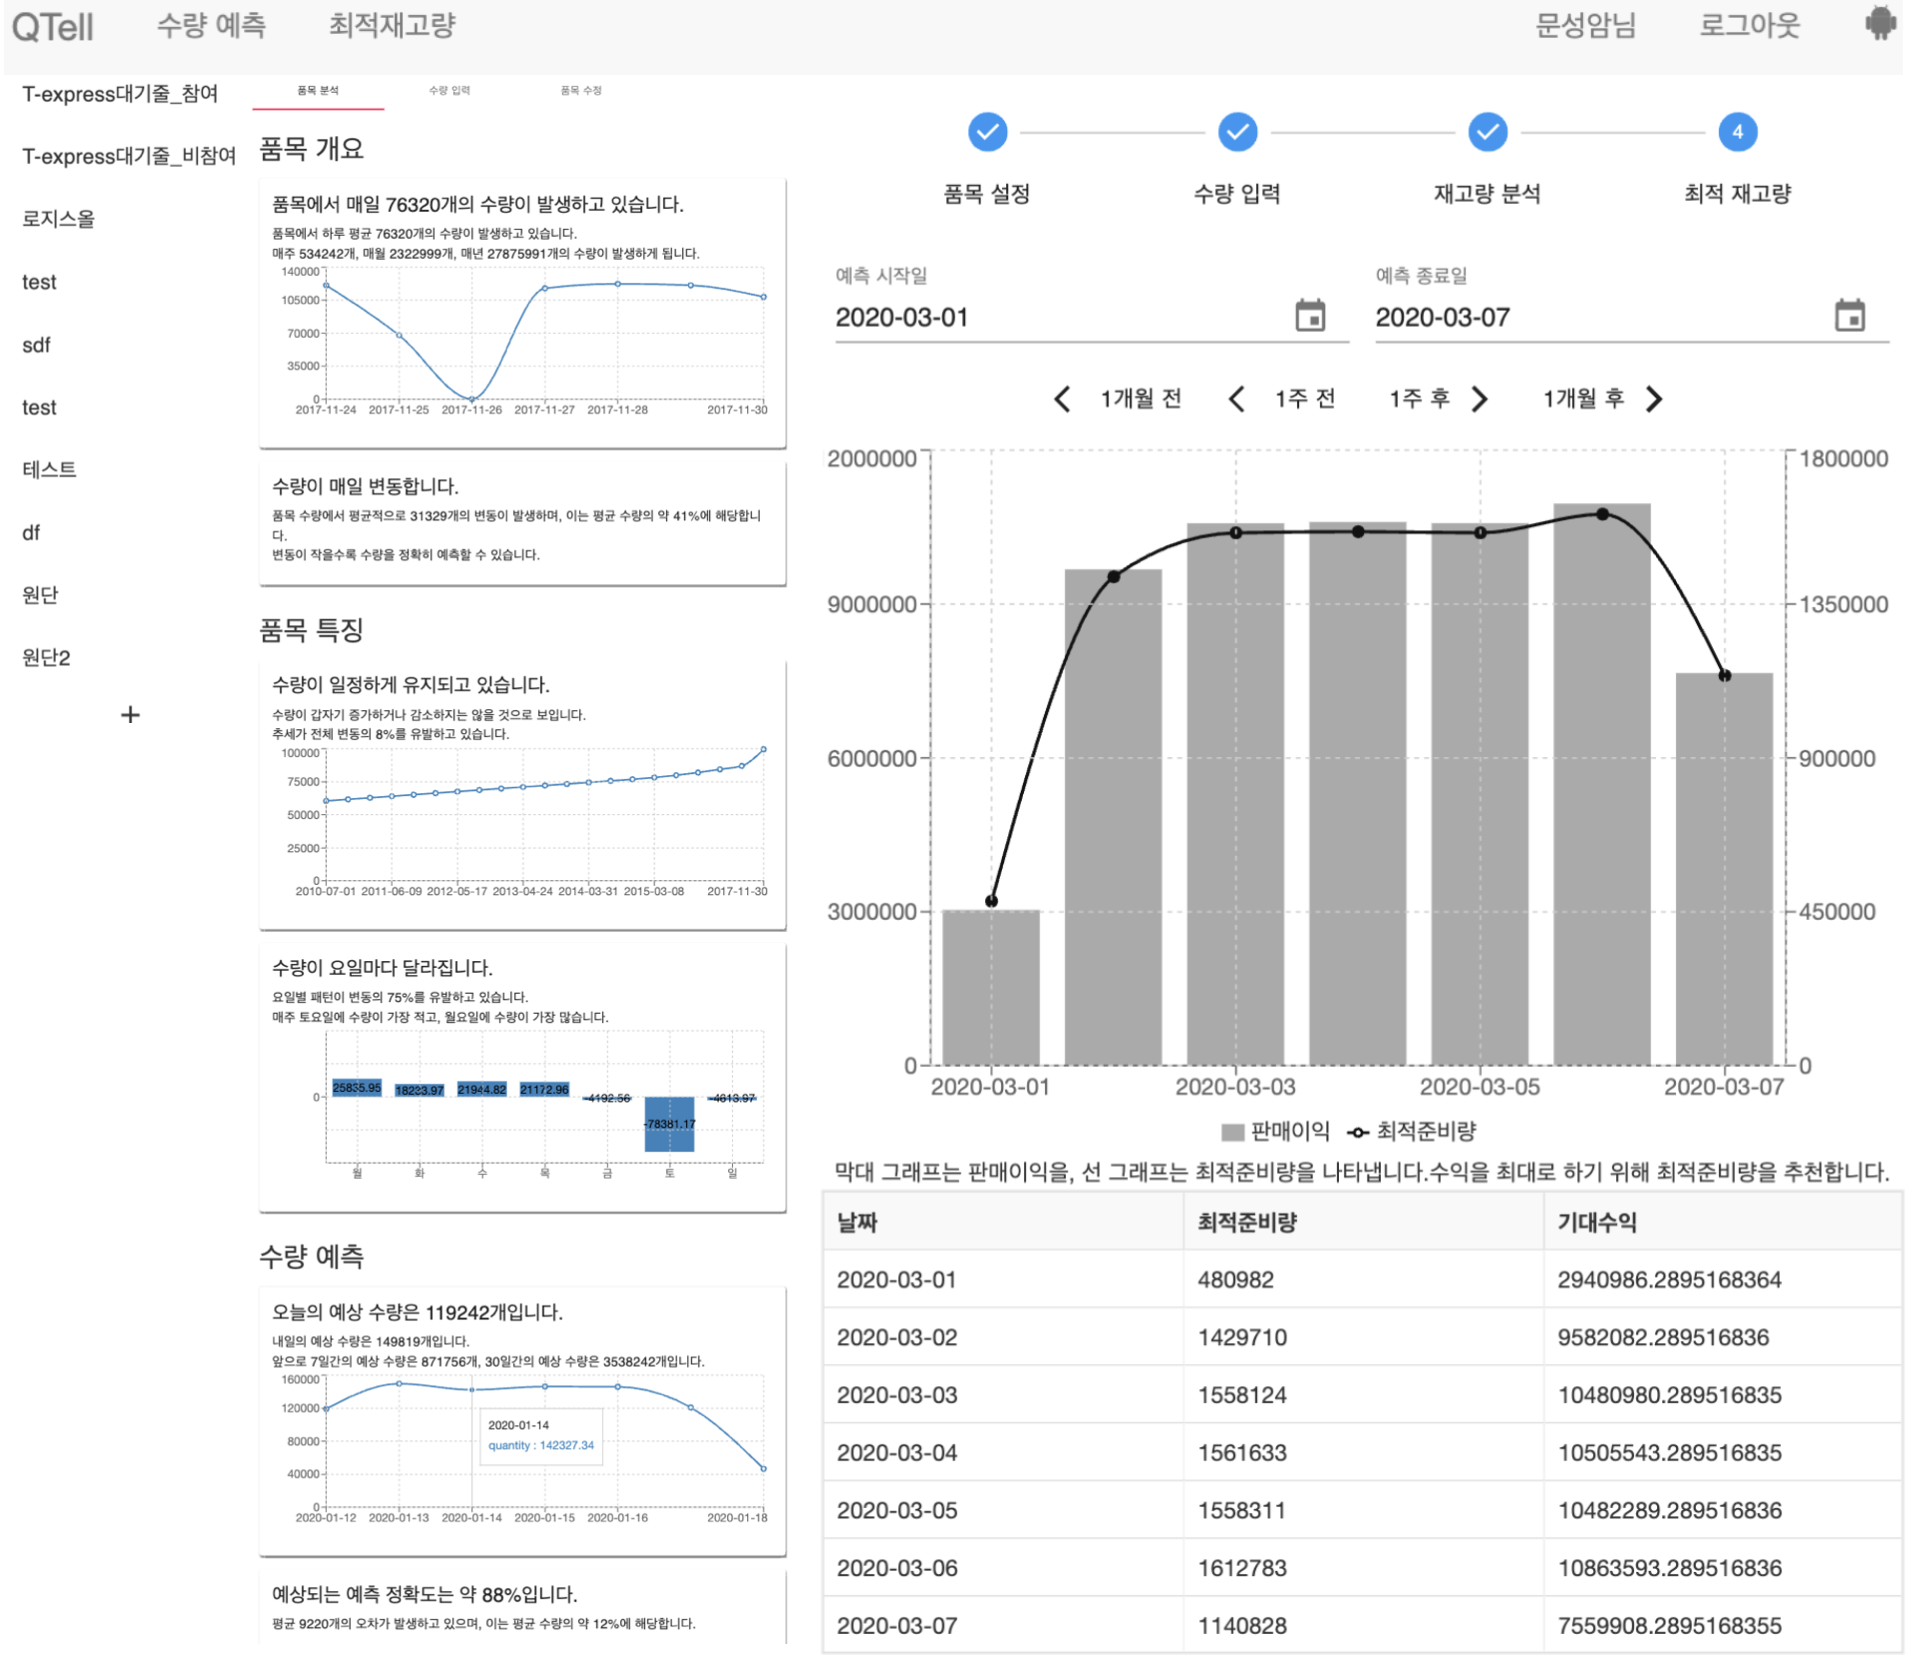 QTell 수량 예측 최적재고량 문성암님 로그아웃
T-express대기줄_참여
T-express대기줄_비참여
로지스올
test
sdf
test
테스트
df
원단
원단2
+
품목 분석 수량 입력 품목 수정
품목 개요
품목에서 매일 76320개의 수량이 발생하고 있습니다.
품목에서 하루 평균 76320개의 수량이 발생하고 있습니다.
매주 534242개, 매월 2322999개, 매년 27875991개의 수량이 발생하게 됩니다.
140000
105000
70000
35000
0
2017-11-24 2017-11-25 2017-11-26 2017-11-27 2017-11-28 2017-11-30
수량이 매일 변동합니다.
품목 수량에서 평균적으로 31329개의 변동이 발생하며, 이는 평균 수량의 약 41%에 해당합니
다.
변동이 작을수록 수량을 정확히 예측할 수 있습니다.
품목 특징
수량이 일정하게 유지되고 있습니다.
수량이 갑자기 증가하거나 감소하지는 않을 것으로 보입니다.
추세가 전체 변동의 8%를 유발하고 있습니다.
100000
75000
50000
25000
0
2010-07-01 2011-06-09 2012-05-17 2013-04-24 2014-03-31 2015-03-08 2017-11-30
수량이 요일마다 달라집니다.
요일별 패턴이 변동의 75%를 유발하고 있습니다.
매주 토요일에 수량이 가장 적고, 월요일에 수량이 가장 많습니다.
25835.95 18223.97 21944.82 21172.96 -4192.56 -78381.17 -4613.97
0
월 화 수 목 금 토 일
수량 예측
오늘의 예상 수량은 119242개입니다.
내일의 예상 수량은 149819개입니다.
앞으로 7일간의 예상 수량은 871756개, 30일간의 예상 수량은 3538242개입니다.
160000
120000
80000
40000
0
2020-01-14
quantity : 142327.34
2020-01-12 2020-01-13 2020-01-14 2020-01-15 2020-01-16 2020-01-18
예상되는 예측 정확도는 약 88%입니다.
평균 9220개의 오차가 발생하고 있으며, 이는 평균 수량의 약 12%에 해당합니다.
4
품목 설정 수량 입력 재고량 분석 최적 재고량
예측 시작일 예측 종료일
2020-03-01 2020-03-07
1개월 전 1주 전 1주 후 1개월 후
2000000 1800000
9000000 1350000
6000000 900000
3000000 450000
0 0
2020-03-01 2020-03-03 2020-03-05 2020-03-07
판매이익 최적준비량
막대 그래프는 판매이익을, 선 그래프는 최적준비량을 나타냅니다.수익을 최대로 하기 위해 최적준비량을 추천합니다.
날짜 최적준비량 기대수익
2020-03-01 480982 2940986.2895168364
2020-03-02 1429710 9582082.289516836
2020-03-03 1558124 10480980.289516835
2020-03-04 1561633 10505543.289516835
2020-03-05 1558311 10482289.289516836
2020-03-06 1612783 10863593.289516836
2020-03-07 1140828 7559908.2895168355